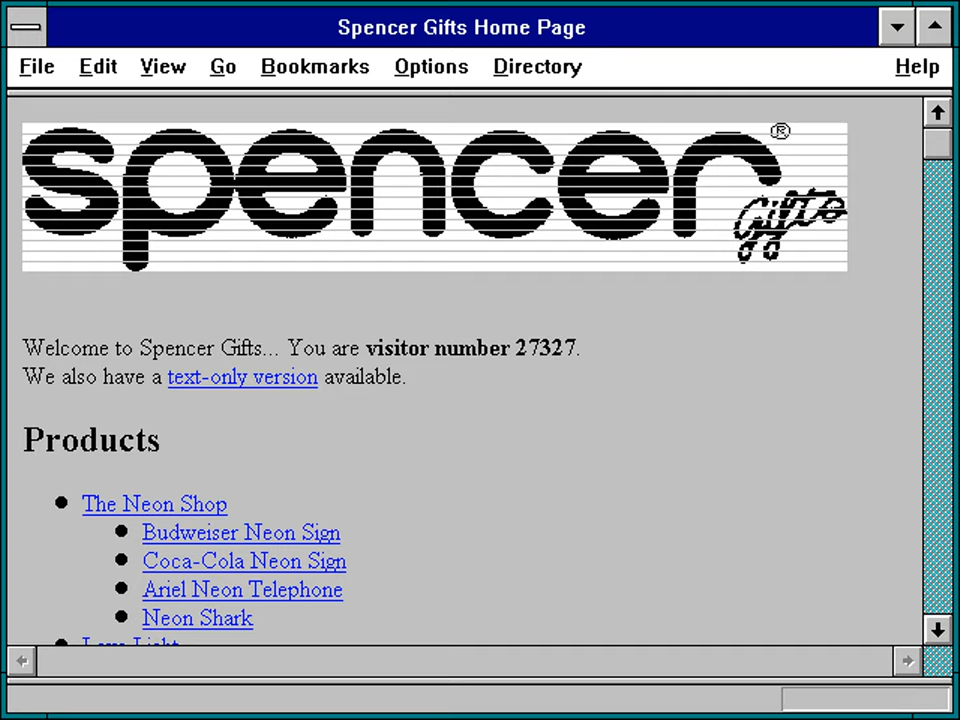 Spencer Gifts Home Page
File Edit View Go Bookmarks Options Directory Help
spencer®
Gifts
Welcome to Spencer Gifts... You are visitor number 27327.
We also have a text-only version available.
Products
The Neon Shop
Budweiser Neon Sign
Coca-Cola Neon Sign
Ariel Neon Telephone
Neon Shark
Lava Light